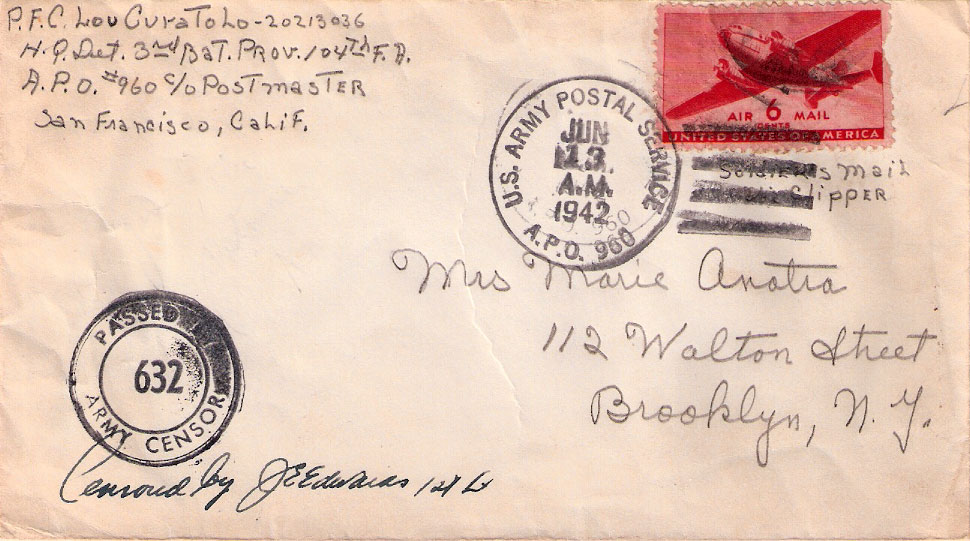 P.F.C. Lou CuraToLo-20213036
H.Q. Det. 3rd Bat. Prov. 104th F.A.
A.P.O. #960 c/o PostmasTer
San Francisco, Calif.
AIR 6 MAIL
CENTS
UNITED STATES OF AMERICA
U.S. ARMY POSTAL SERVICE
JUN
13
A.M.
1942
A.P.O. 960
Soldier's Mail
Clipper
Mrs Marie Anatra
112 Walton Street
Brooklyn, N.Y.
PASSED BY
632
ARMY CENSOR
Censored by J E Edwards 1st Lt